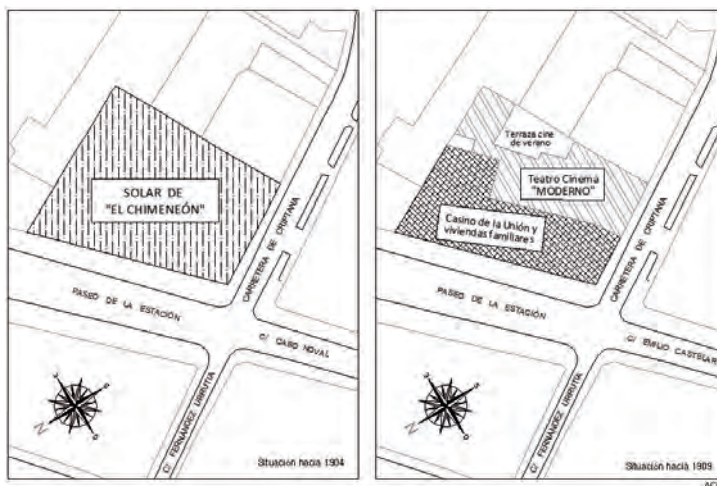 SOLAR DE
"EL CHIMENEÓN"
PASEO DE LA ESTACIÓN
CARRETERA DE CRIPTANA
C/ CABO NOVAL
C/ FERNÁNDEZ URRUTIA
N
S
O
Situación hacia 1904
Terraza cine
de verano
Teatro Cinema
"MODERNO"
Casino de la Unión y
viviendas familiares
PASEO DE LA ESTACIÓN
CARRETERA DE CRIPTANA
C/ EMILIO CASTELAR
C/ FERNÁNDEZ URRUTIA
N
S
O
Situación hacia 1909